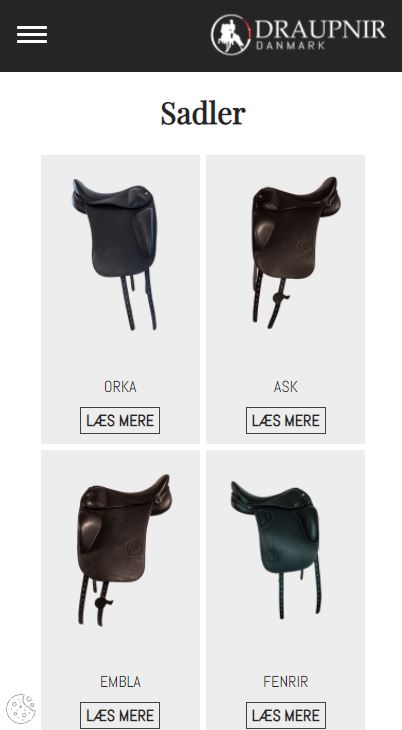 DRAUPNIR
DANMARK
Sadler
ORKA
ASK
LÆS MERE
LÆS MERE
EMBLA
FENRIR
LÆS MERE
LÆS MERE